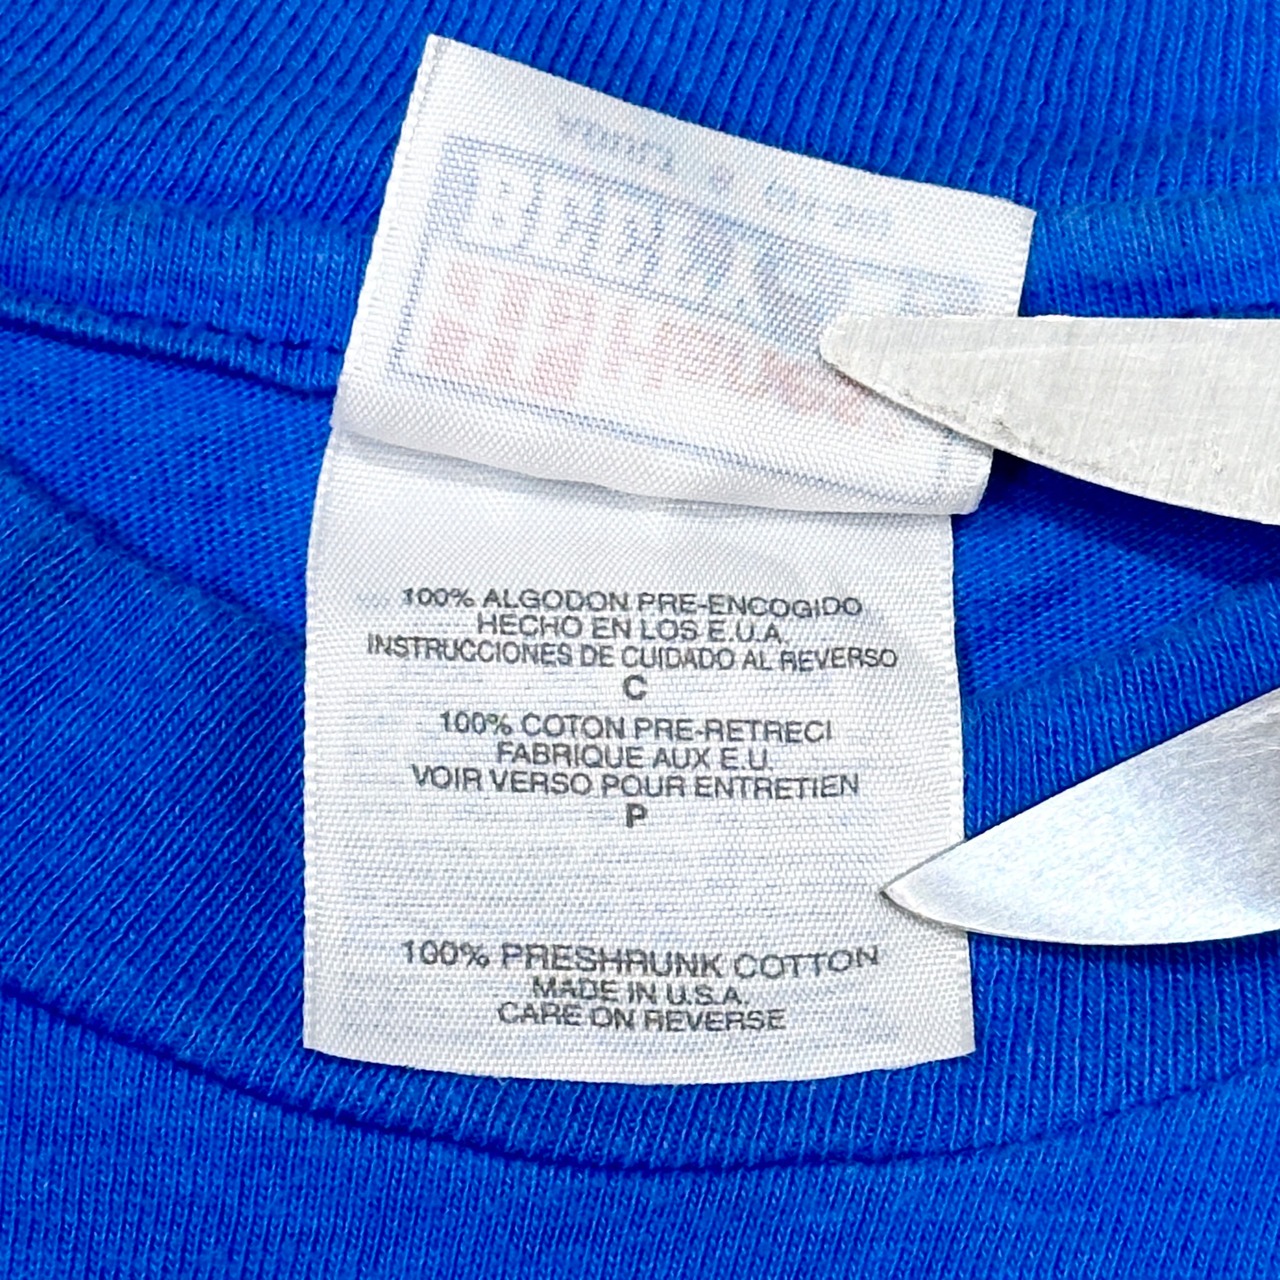 100% ALGODON PRE-ENCOGIDO
HECHO EN LOS E.U.A.
INSTRUCCIONES DE CUIDADO AL REVERSO
C
100% COTON PRE-RETRECI
FABRIQUE AUX E.U.
VOIR VERSO POUR ENTRETIEN
P
100% PRESHRUNK COTTON
MADE IN U.S.A.
CARE ON REVERSE